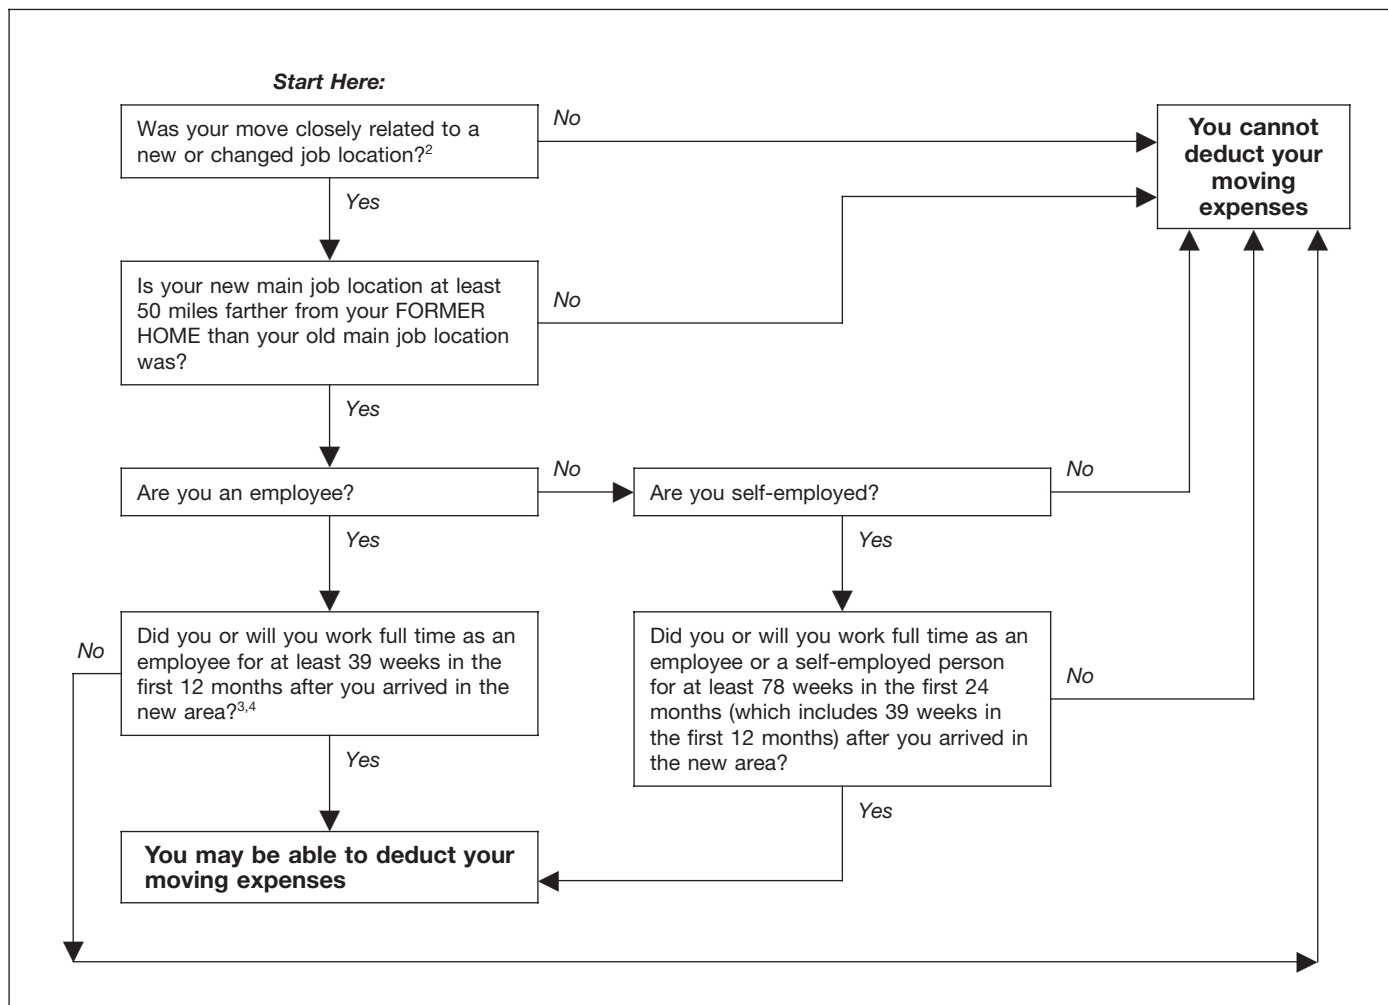 Start Here:
Was your move closely related to a
new or changed job location?2
No
You cannot
deduct your
moving
expenses
Yes
Is your new main job location at least
50 miles farther from your FORMER
HOME than your old main job location
was?
No
Yes
Are you an employee?
No
Are you self-employed?
No
Yes
Yes
No
Did you or will you work full time as an
employee for at least 39 weeks in the
first 12 months after you arrived in the
new area?3,4
Did you or will you work full time as an
employee or a self-employed person
for at least 78 weeks in the first 24
months (which includes 39 weeks in
the first 12 months) after you arrived in
the new area?
No
Yes
Yes
You may be able to deduct your
moving expenses